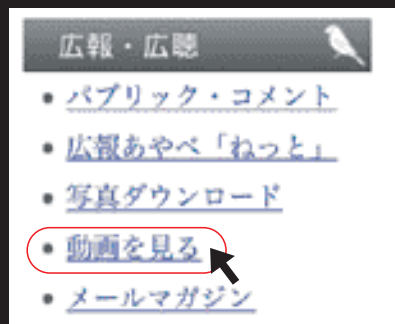 広報・広聴
パブリック・コメント
広報あやべ「ねっと」
写真ダウンロード
動画を見る
メールマガジン